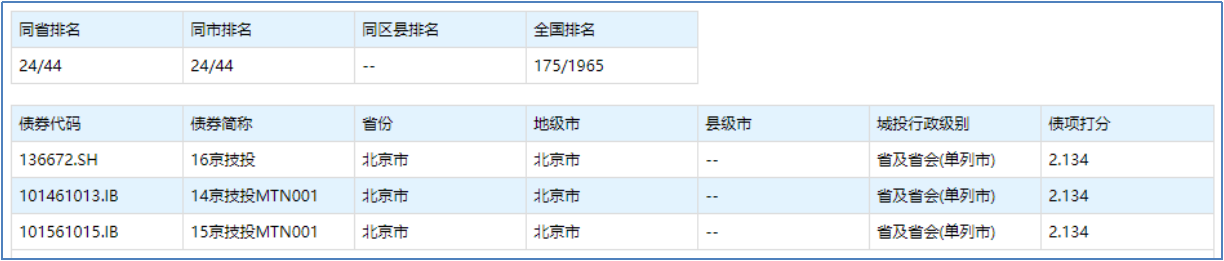 同省排名 同市排名 同区县排名 全国排名
24/44 24/44 -- 175/1965
债券代码 债券简称 省份 地级市 县级市 城投行政级别 债项打分
136672.SH 16京技投 北京市 北京市 -- 省及省会(单列市) 2.134
101461013.IB 14京技投MTN001 北京市 北京市 -- 省及省会(单列市) 2.134
101561015.IB 15京技投MTN001 北京市 北京市 -- 省及省会(单列市) 2.134